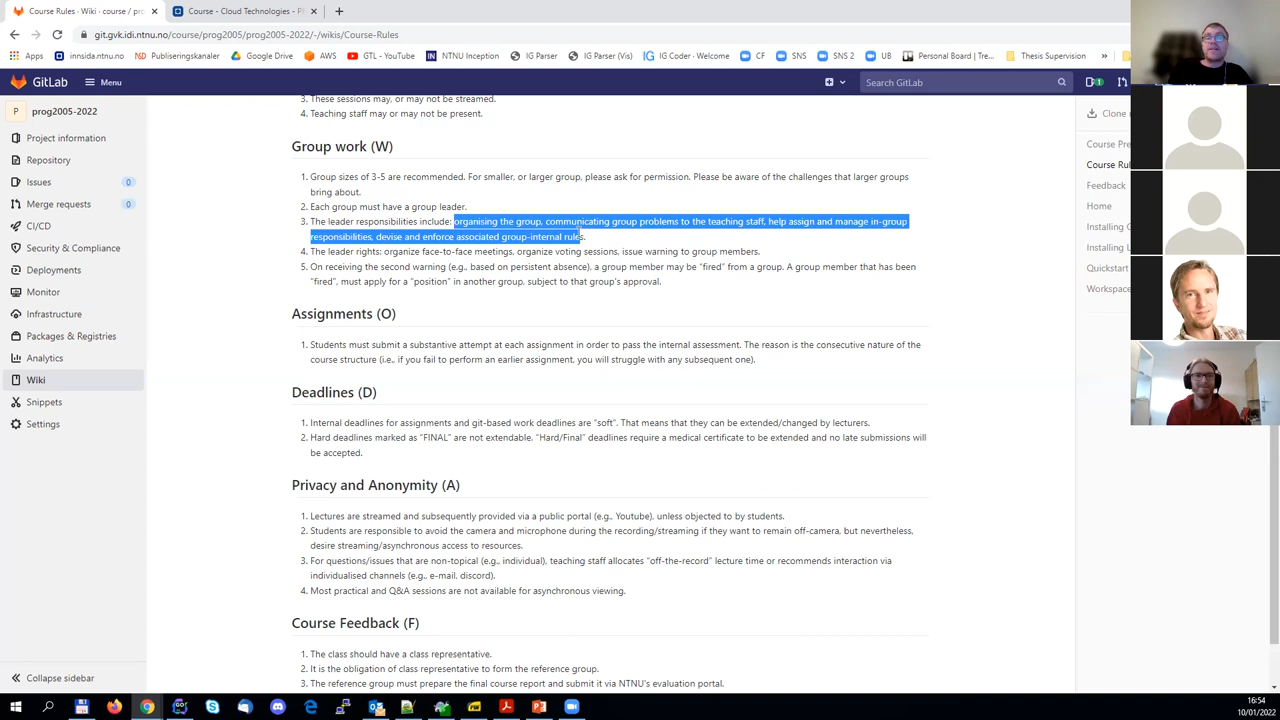 Course Rules · Wiki · course / pro
Course - Cloud Technologies - P
git.gvk.idi.ntnu.no/course/prog2005/prog2005-2022/-/wikis/Course-Rules
Apps
innsida.ntnu.no
Publiseringskalender
Google Drive
AWS
GTL - YouTube
NTNU Inception
IG Parser
IG Parser (Vis)
IG Coder · Welcome
CF
SNS
SNS 2
UB
Personal Board | Tre...
Thesis Supervision
GitLab
Menu
Search GitLab
1
P
prog2005-2022
Project information
Repository
Issues
0
Merge requests
0
CI/CD
Security & Compliance
Deployments
Monitor
Infrastructure
Packages & Registries
Analytics
Wiki
Snippets
Settings
Collapse sidebar
3. These sessions may, or may not be streamed.
4. Teaching staff may or may not be present.
Group work (W)
1. Group sizes of 3-5 are recommended. For smaller, or larger group, please ask for permission. Please be aware of the challenges that larger groups
bring about.
2. Each group must have a group leader.
3. The leader responsibilities include: organising the group, communicating group problems to the teaching staff, help assign and manage in-group
responsibilities, devise and enforce associated group-internal rules.
4. The leader rights: organize face-to-face meetings, organize voting sessions, issue warning to group members.
5. On receiving the second warning (e.g., based on persistent absence), a group member may be "fired" from a group. A group member that has been
"fired", must apply for a "position" in another group, subject to that group's approval.
Assignments (O)
1. Students must submit a substantive attempt at each assignment in order to pass the internal assessment. The reason is the consecutive nature of the
course structure (i.e., if you fail to perform an earlier assignment, you will struggle with any subsequent one).
Deadlines (D)
1. Internal deadlines for assignments and git-based work deadlines are "soft". That means that they can be extended/changed by lecturers.
2. Hard deadlines marked as "FINAL" are not extendable. "Hard/Final" deadlines require a medical certificate to be extended and no late submissions will
be accepted.
Privacy and Anonymity (A)
1. Lectures are streamed and subsequently provided via a public portal (e.g., Youtube), unless objected to by students.
2. Students are responsible to avoid the camera and microphone during the recording/streaming if they want to remain off-camera, but nevertheless,
desire streaming/asynchronous access to resources.
3. For questions/issues that are non-topical (e.g., individual), teaching staff allocates "off-the-record" lecture time or recommends interaction via
individualised channels (e.g., e-mail, discord).
4. Most practical and Q&A sessions are not available for asynchronous viewing.
Course Feedback (F)
1. The class should have a class representative.
2. It is the obligation of class representative to form the reference group.
3. The reference group must prepare the final course report and submit it via NTNU's evaluation portal.
Clone
Course Pre
Course Rul
Feedback
Home
Installing
Installing L
Quickstart
Workspace
16:54
10/01/2022